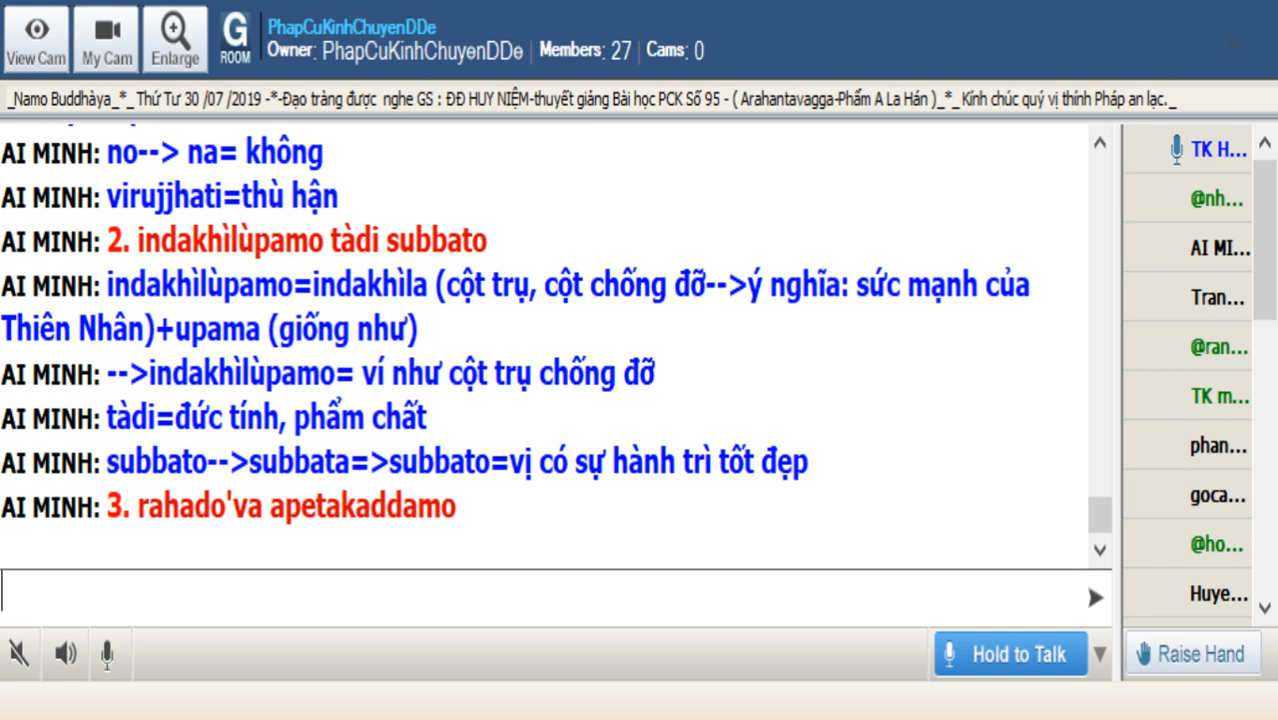 PhapCuKinhChuyenDDe
View Cam
My Cam
Enlarge
G
ROOM
Owner: PhapCuKinhChuyenDDe | Members: 27 | Cams: 0
_Namo Buddhàya_*_ Thứ Tư 30 /07 /2019 -*-Đạo tràng được nghe GS : ĐĐ HUY NIỆM-thuyết giảng Bài học PCK Số 95 - ( Arahantavagga-Phẩm A La Hán )_*_ Kính chúc quý vị thính Pháp an lạc._
AI MINH: no--> na= không
AI MINH: virujjhati=thù hận
AI MINH: 2. indakhìlùpamo tàdi subbato
AI MINH: indakhìlùpamo=indakhìla (cột trụ, cột chống đỡ-->ý nghĩa: sức mạnh của
Thiên Nhân)+upama (giống như)
AI MINH: -->indakhìlùpamo= ví như cột trụ chống đỡ
AI MINH: tàdi=đức tính, phẩm chất
AI MINH: subbato-->subbata=>subbato=vị có sự hành trì tốt đẹp
AI MINH: 3. rahado'va apetakaddamo
TK H...
@nh...
AI MI...
Tran...
@ran...
TK m...
phan...
goca...
@ho...
Huye...
Hold to Talk
Raise Hand